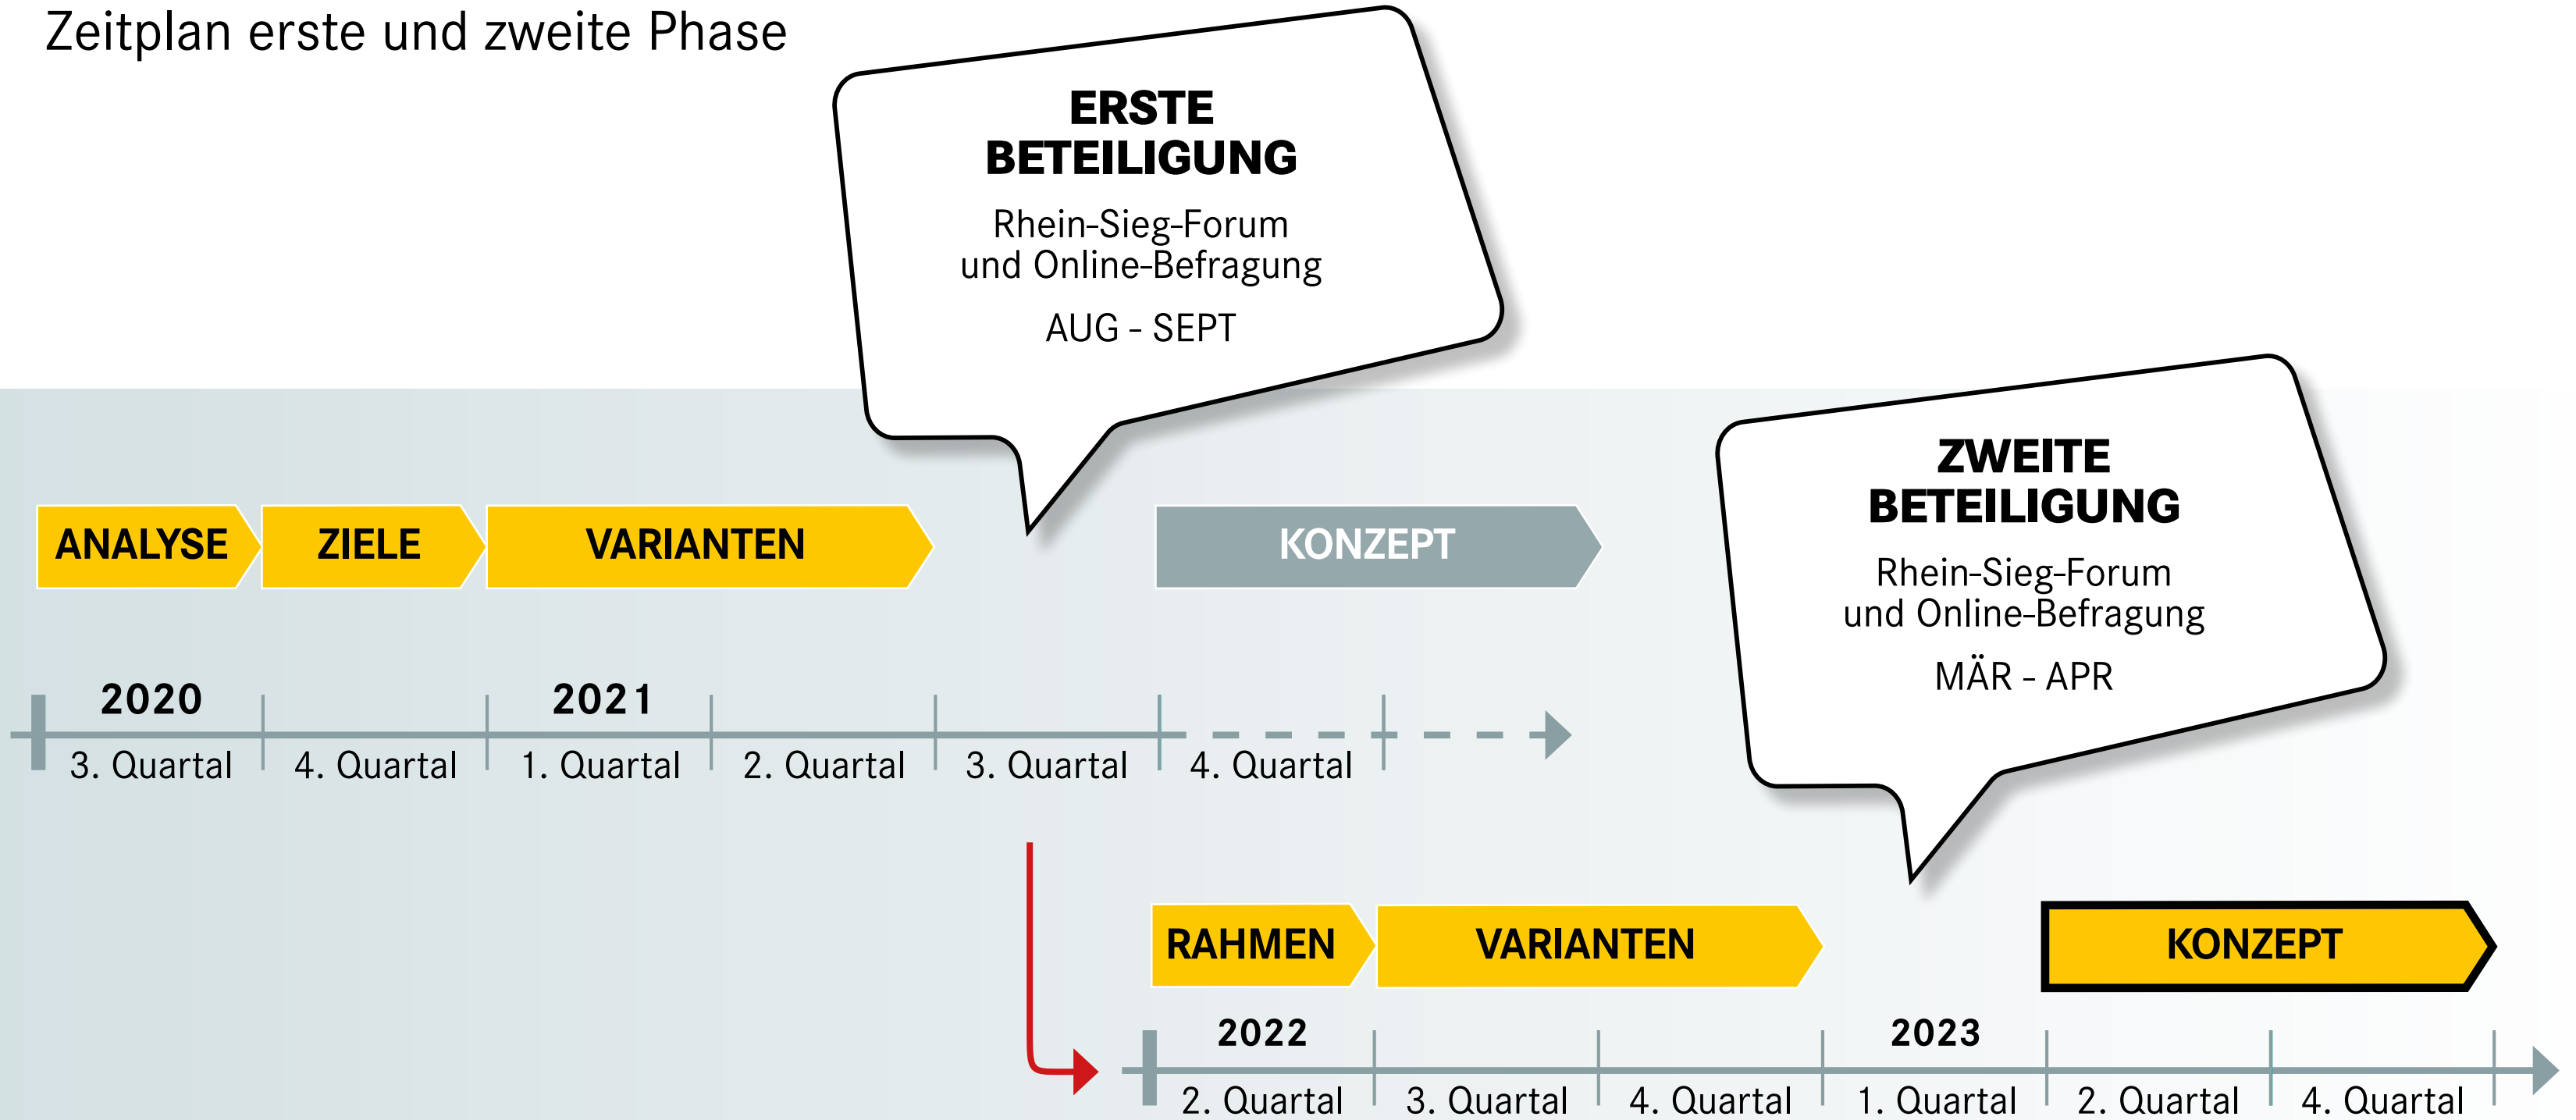 Zeitplan erste und zweite Phase
ERSTE
BETEILIGUNG
Rhein-Sieg-Forum
und Online-Befragung
AUG - SEPT
ZWEITE
BETEILIGUNG
Rhein-Sieg-Forum
und Online-Befragung
MÄR - APR
ANALYSE ZIELE VARIANTEN KONZEPT
2020 2021
3. Quartal 4. Quartal 1. Quartal 2. Quartal 3. Quartal 4. Quartal
RAHMEN VARIANTEN KONZEPT
2022 2023
2. Quartal 3. Quartal 4. Quartal 1. Quartal 2. Quartal 4. Quartal